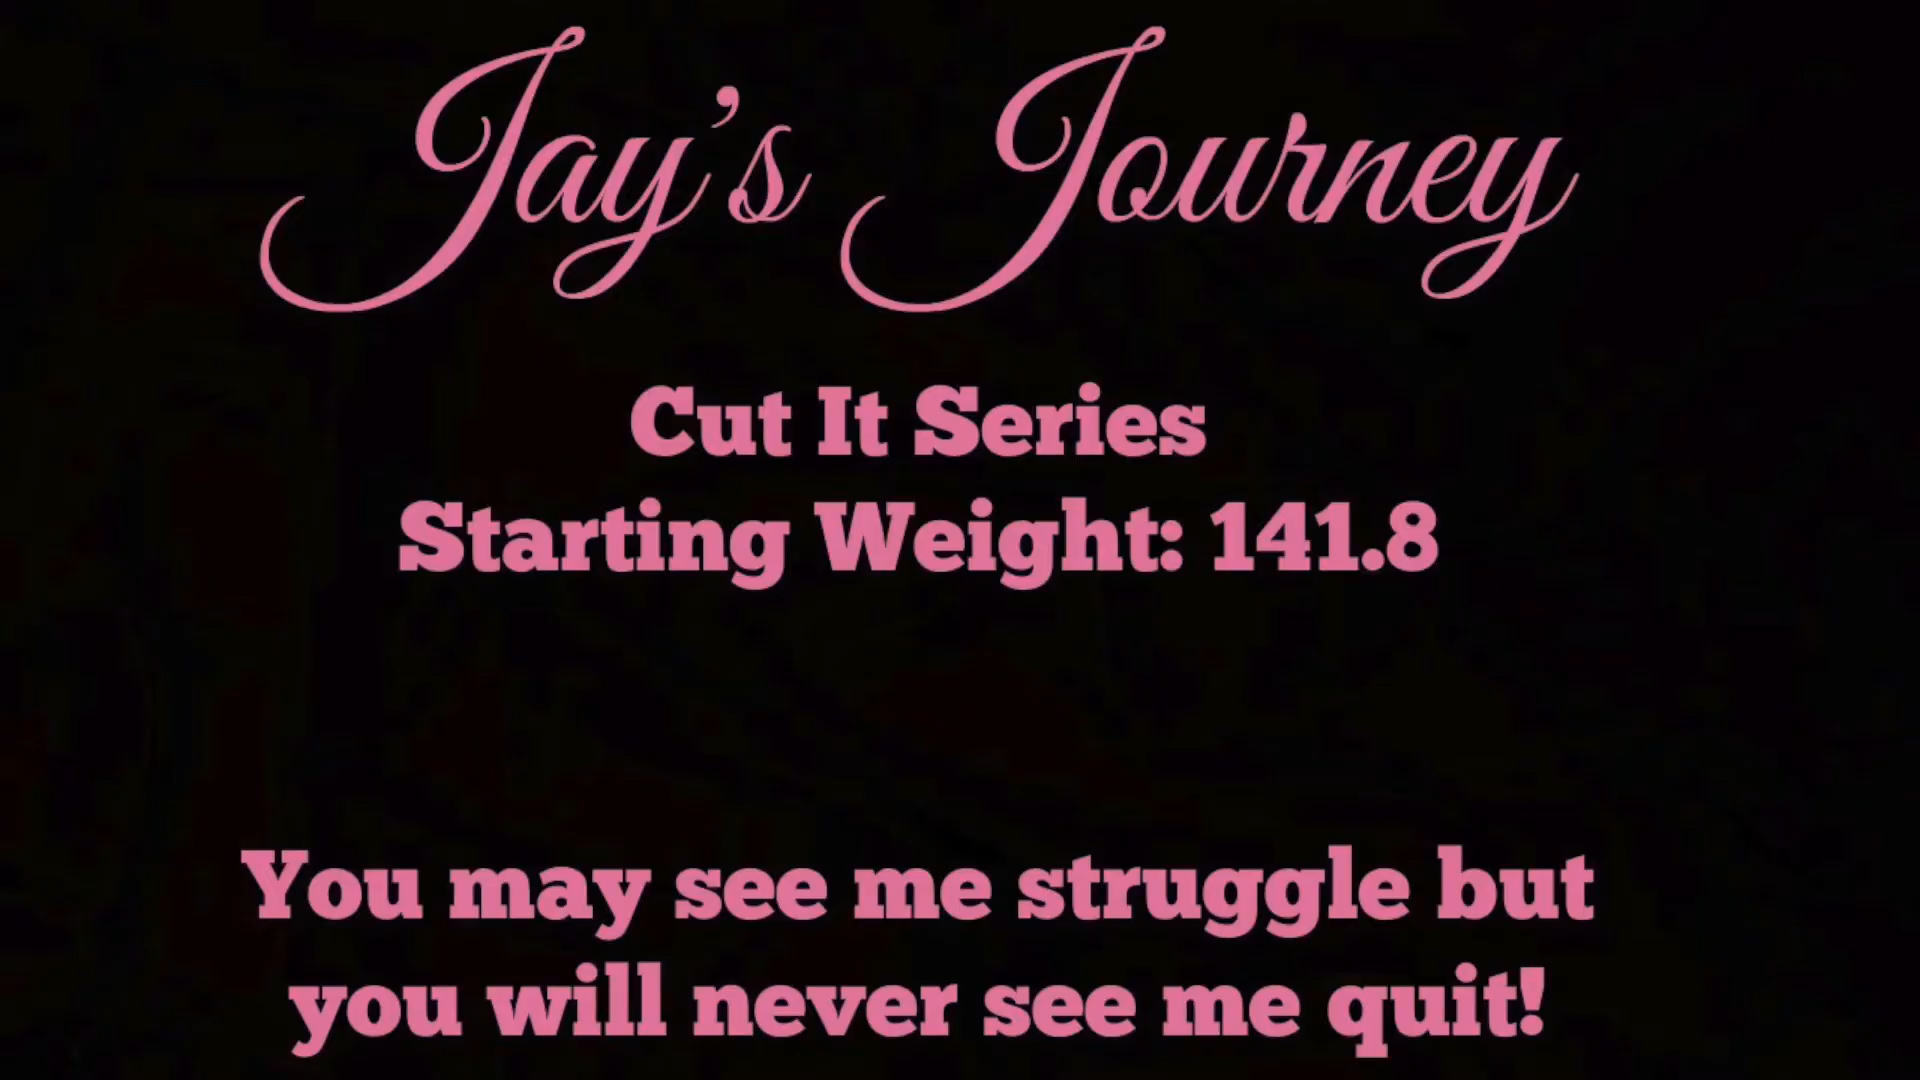 Jay’s Journey
Cut It Series
Starting Weight: 141.8
You may see me struggle but
you will never see me quit!